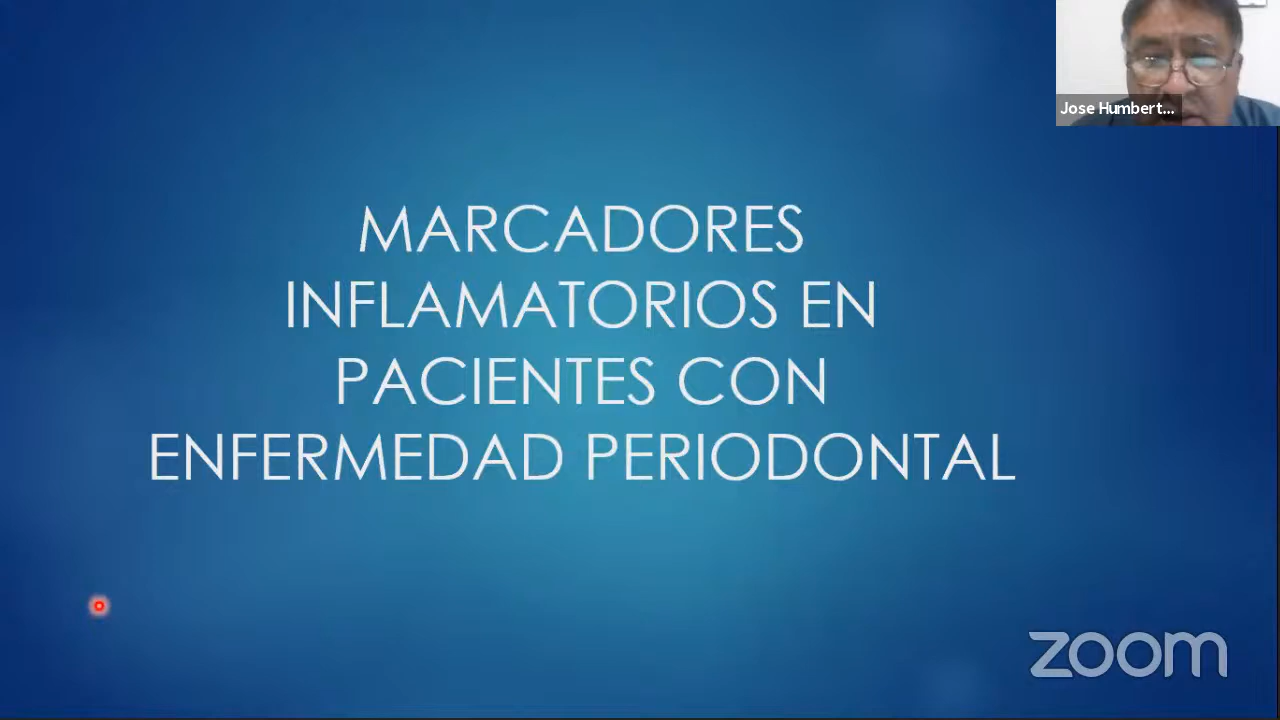 Jose Humbert...
MARCADORES
INFLAMATORIOS EN
PACIENTES CON
ENFERMEDAD PERIODONTAL
zoom